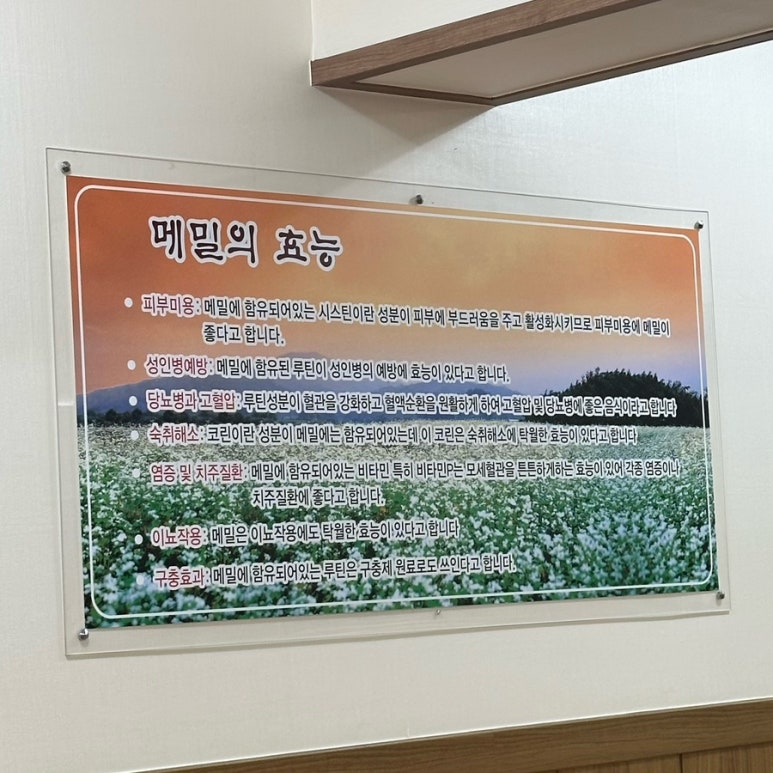 메밀의 효능
• 피부미용: 메밀에 함유되어있는 시스틴이란 성분이 피부에 부드러움을 주고 활성화시키므로 피부미용에 메밀이
좋다고 합니다.
• 성인병예방: 메밀에 함유된 루틴이 성인병의 예방에 효능이 있다고 합니다.
• 당뇨병과 고혈압: 루틴성분이 혈관을 강화하고 혈액순환을 원활하게 하여 고혈압 및 당뇨병에 좋은 음식이라고 합니다
• 숙취해소: 코린이란 성분이 메밀에는 함유되어있는데 이 코린은 숙취해소에 탁월한 효능이 있다고 합니다
• 염증 및 치주질환: 메밀에 함유되어있는 비타민 특히 비타민P는 모세혈관을 튼튼하게하는 효능이 있어 각종 염증이나
치주질환에 좋다고 합니다.
• 이뇨작용: 메밀은 이뇨작용에도 탁월한 효능이 있다고 합니다
• 구충효과: 메밀에 함유되어있는 루틴은 구충제 원료로도 쓰인다고 합니다.